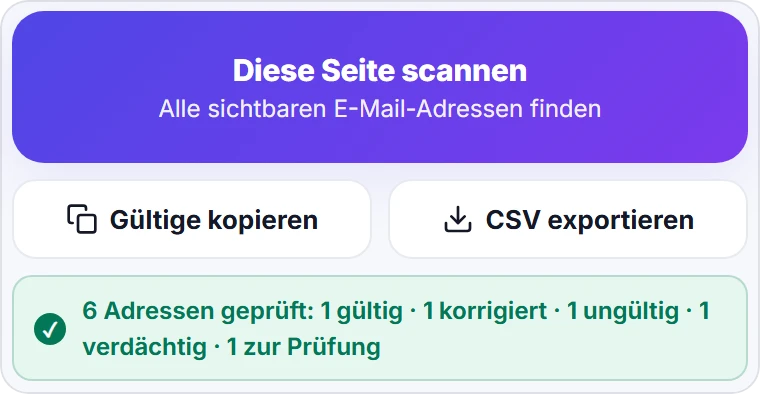 Diese Seite scannen
Alle sichtbaren E-Mail-Adressen finden
Gültige kopieren
CSV exportieren
6 Adressen geprüft: 1 gültig · 1 korrigiert · 1 ungültig · 1
verdächtig · 1 zur Prüfung